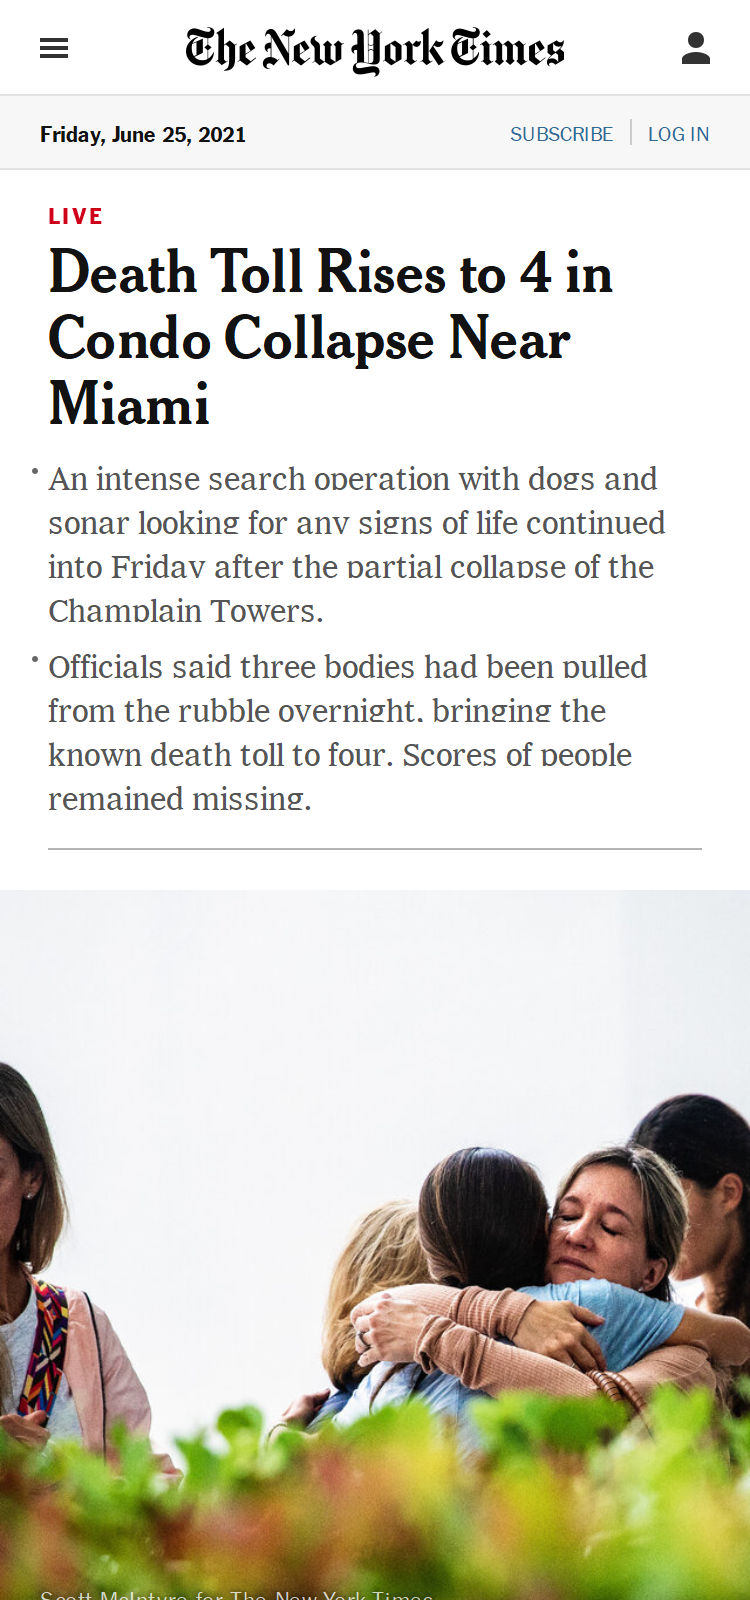 The New York Times
Friday, June 25, 2021
SUBSCRIBE
LOG IN
LIVE
Death Toll Rises to 4 in
Condo Collapse Near
Miami
An intense search operation with dogs and
sonar looking for any signs of life continued
into Friday after the partial collapse of the
Champlain Towers.
Officials said three bodies had been pulled
from the rubble overnight, bringing the
known death toll to four. Scores of people
remained missing.
Scott McIntyre for The New York Times